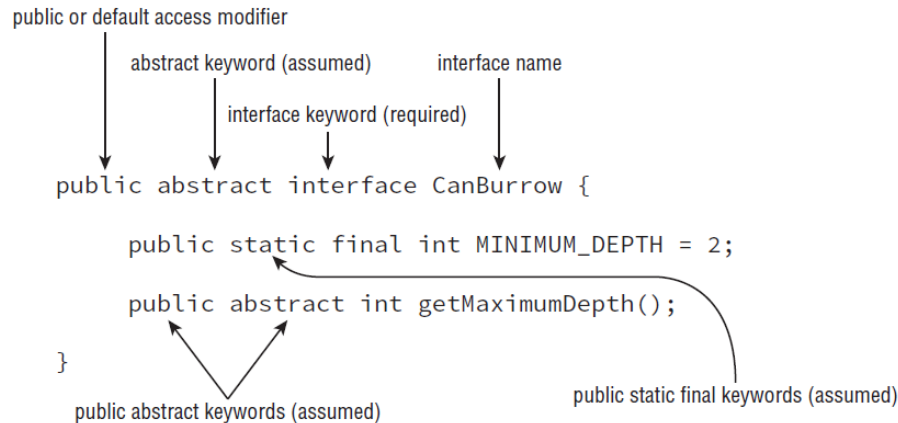 public or default access modifier
abstract keyword (assumed)
interface name
interface keyword (required)
public abstract interface CanBurrow {
public static final int MINIMUM_DEPTH = 2;
public abstract int getMaximumDepth();
}
public static final keywords (assumed)
public abstract keywords (assumed)